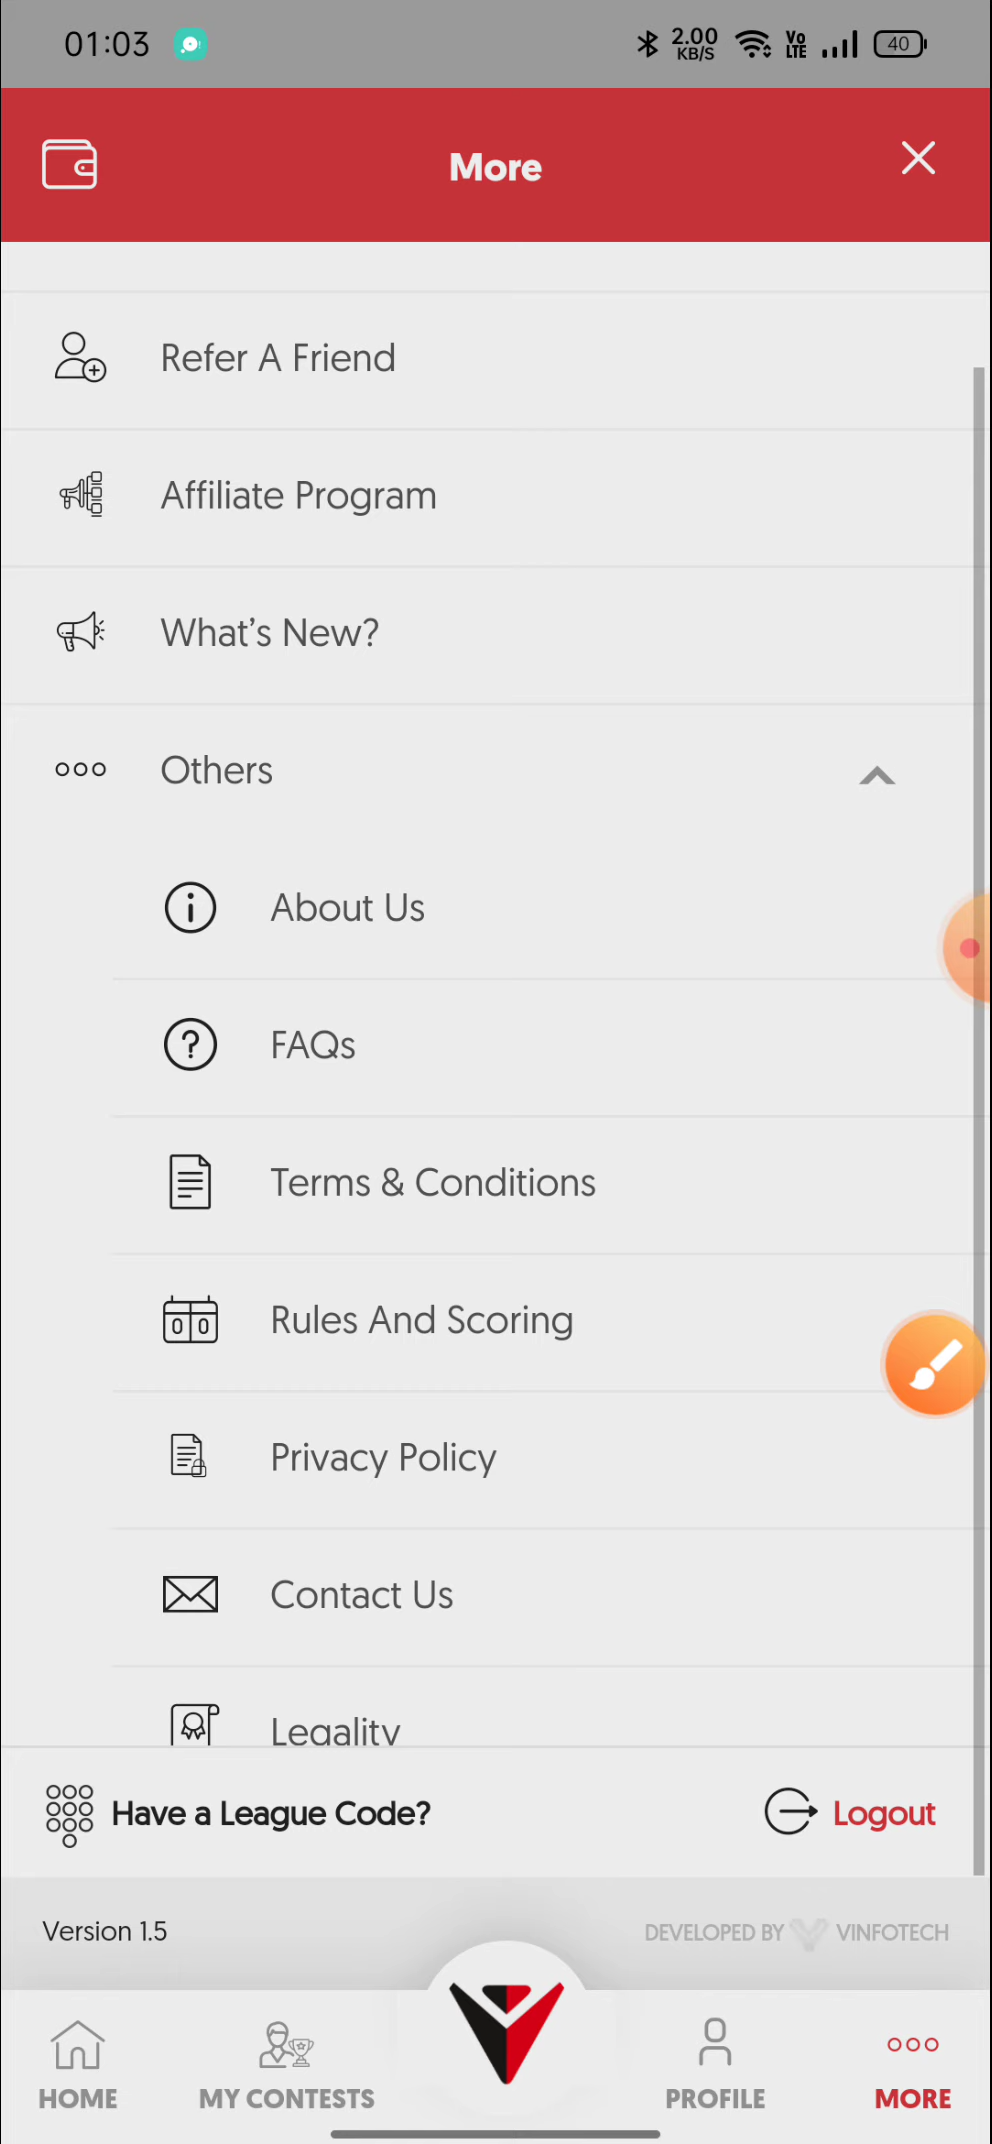 01:03
2.00
KB/S
Vo
LTE
40
More
Refer A Friend
Affiliate Program
What's New?
Others
About Us
FAQs
Terms & Conditions
Rules And Scoring
Privacy Policy
Contact Us
Legality
Have a League Code?
Logout
Version 1.5
DEVELOPED BY VINFOTECH
HOME
MY CONTESTS
PROFILE
MORE